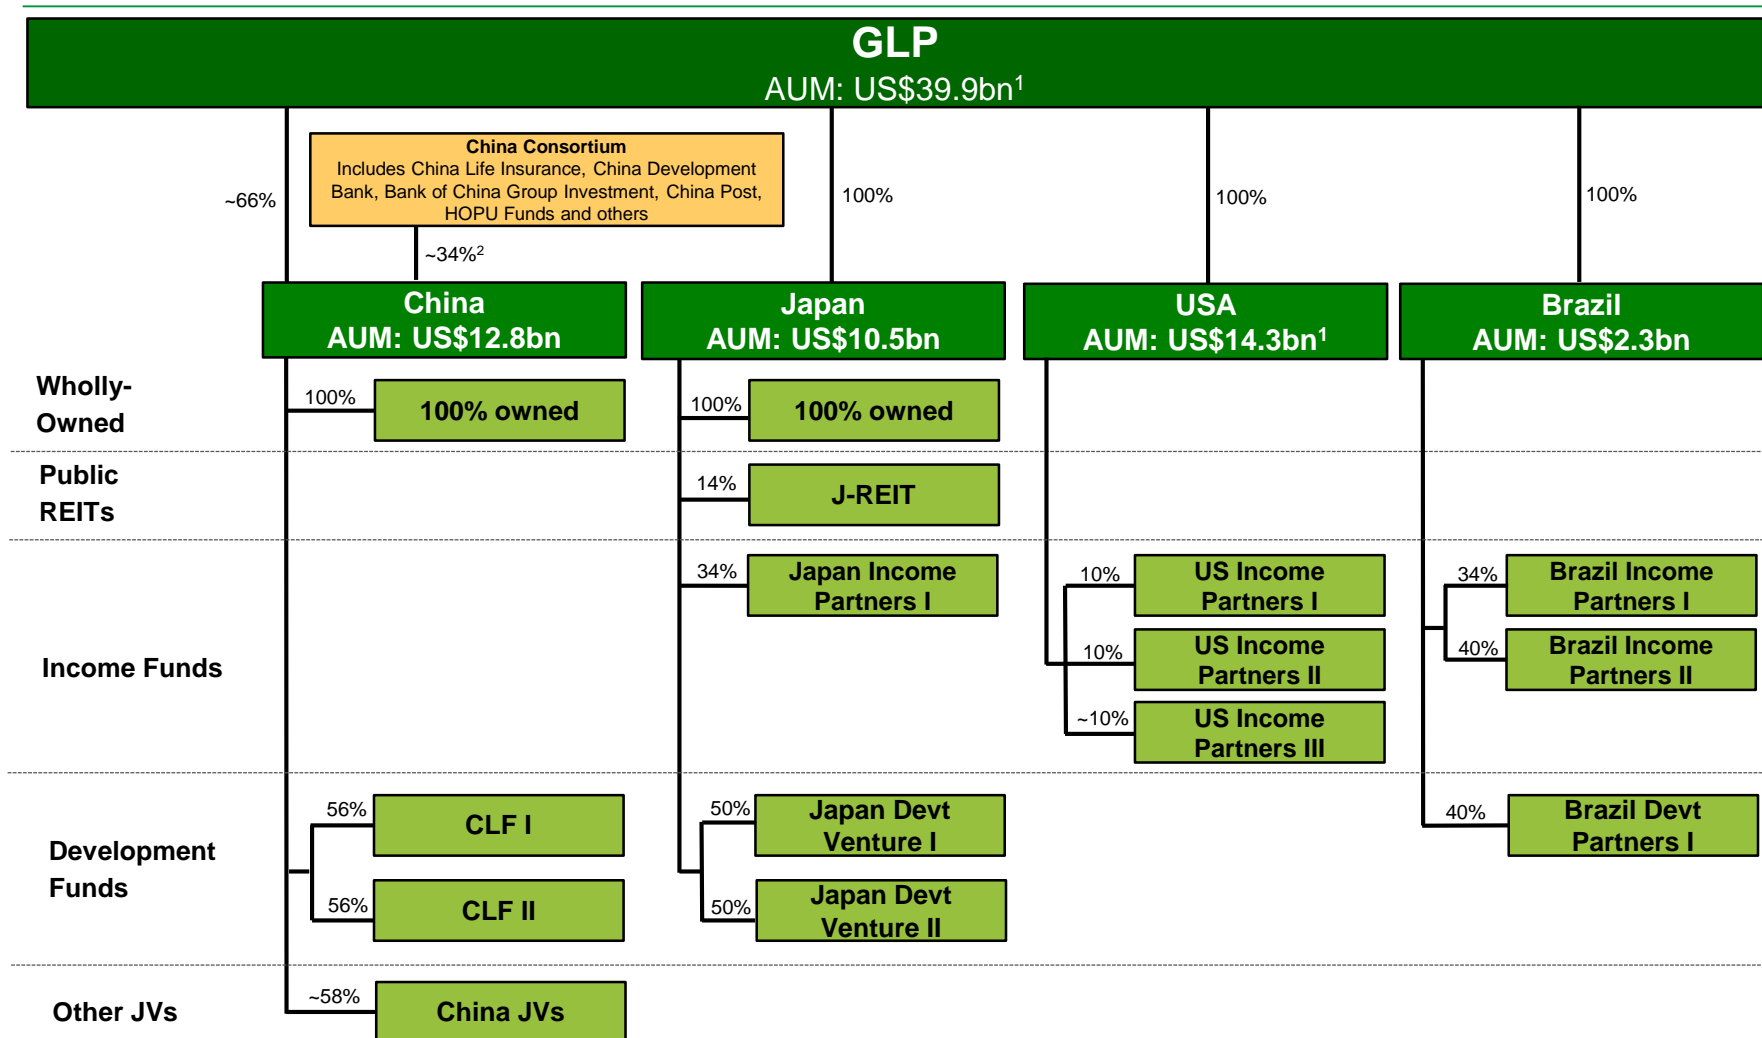 GLP
AUM: US$39.9bn¹
China Consortium
Includes China Life Insurance, China Development
Bank, Bank of China Group Investment, China Post,
HOPU Funds and others
~66%
100%
100%
100%
~34%²
China
AUM: US$12.8bn
Japan
AUM: US$10.5bn
USA
AUM: US$14.3bn¹
Brazil
AUM: US$2.3bn
Wholly-
Owned
100%
100% owned
100%
100% owned
Public
REITs
14%
J-REIT
Income Funds
34%
Japan Income
Partners I
10%
US Income
Partners I
10%
US Income
Partners II
~10%
US Income
Partners III
34%
Brazil Income
Partners I
40%
Brazil Income
Partners II
Development
Funds
56%
CLF I
56%
CLF II
50%
Japan Devt
Venture I
50%
Japan Devt
Venture II
40%
Brazil Devt
Partners I
Other JVs
~58%
China JVs